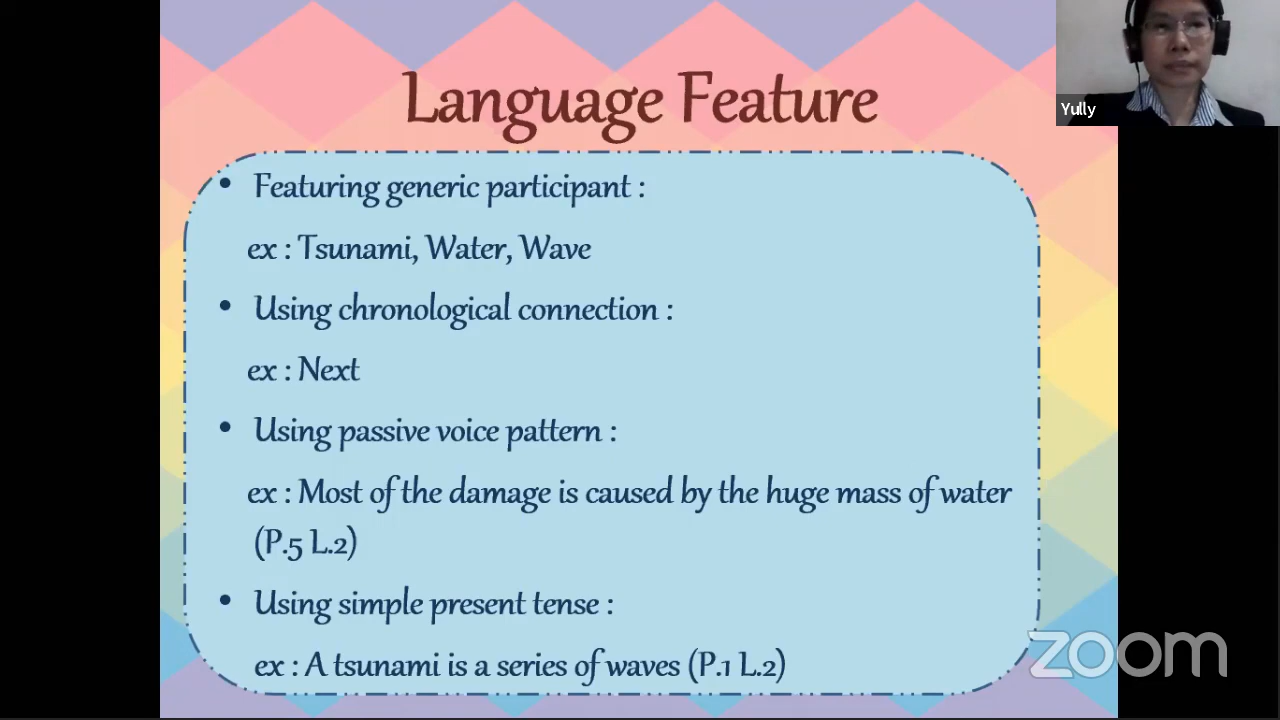 Language Feature
Yully
• Featuring generic participant :
ex : Tsunami, Water, Wave
• Using chronological connection :
ex : Next
• Using passive voice pattern :
ex : Most of the damage is caused by the huge mass of water
(P.5 L.2)
• Using simple present tense :
ex : A tsunami is a series of waves (P.1 L.2)
zoom